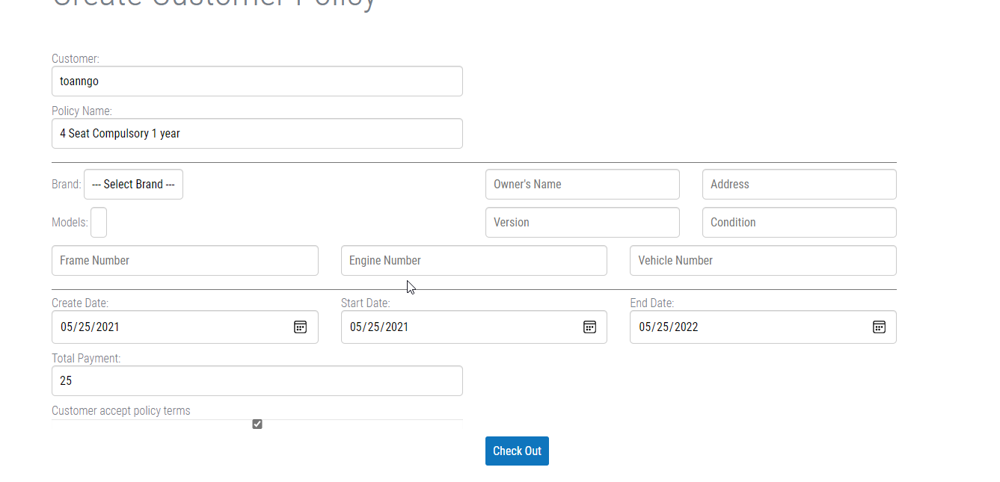 Create Customer Policy
Customer:
toanngo
Policy Name:
4 Seat Compulsory 1 year
Brand: --- Select Brand --- Owner's Name Address
Models: Version Condition
Frame Number Engine Number Vehicle Number
Create Date: Start Date: End Date:
05/25/2021 05/25/2021 05/25/2022
Total Payment:
25
Customer accept policy terms
Check Out